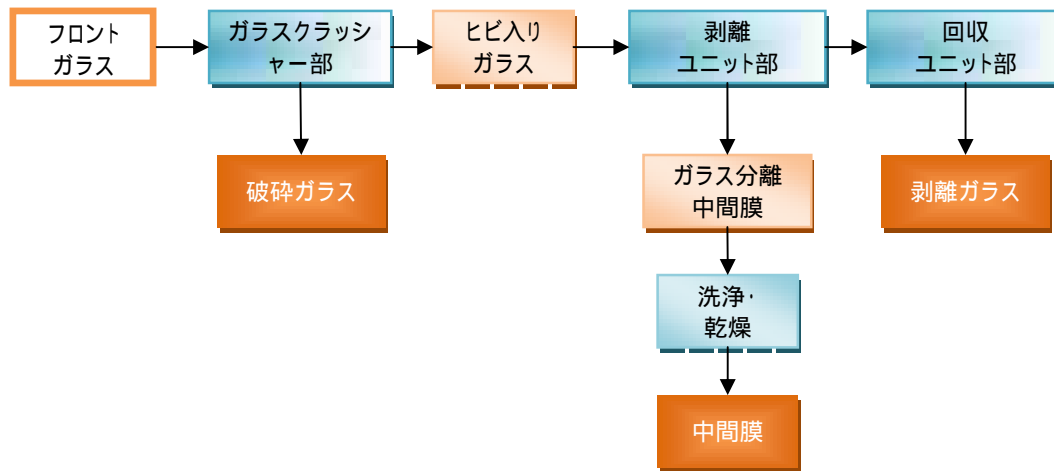 フロント
ガラス
ガラスクラッシ
ャー部
ヒビ入り
ガラス
剥離
ユニット部
回収
ユニット部
破砕ガラス
ガラス分離
中間膜
剥離ガラス
洗浄・
乾燥
中間膜